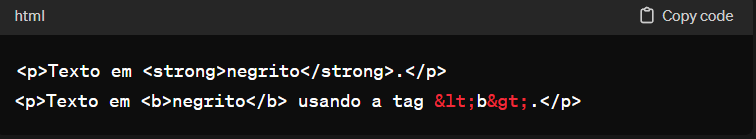 html Copy code
<p>Texto em <strong>negrito</strong>.</p>
<p>Texto em <b>negrito</b> usando a tag &lt;b&gt;.</p>